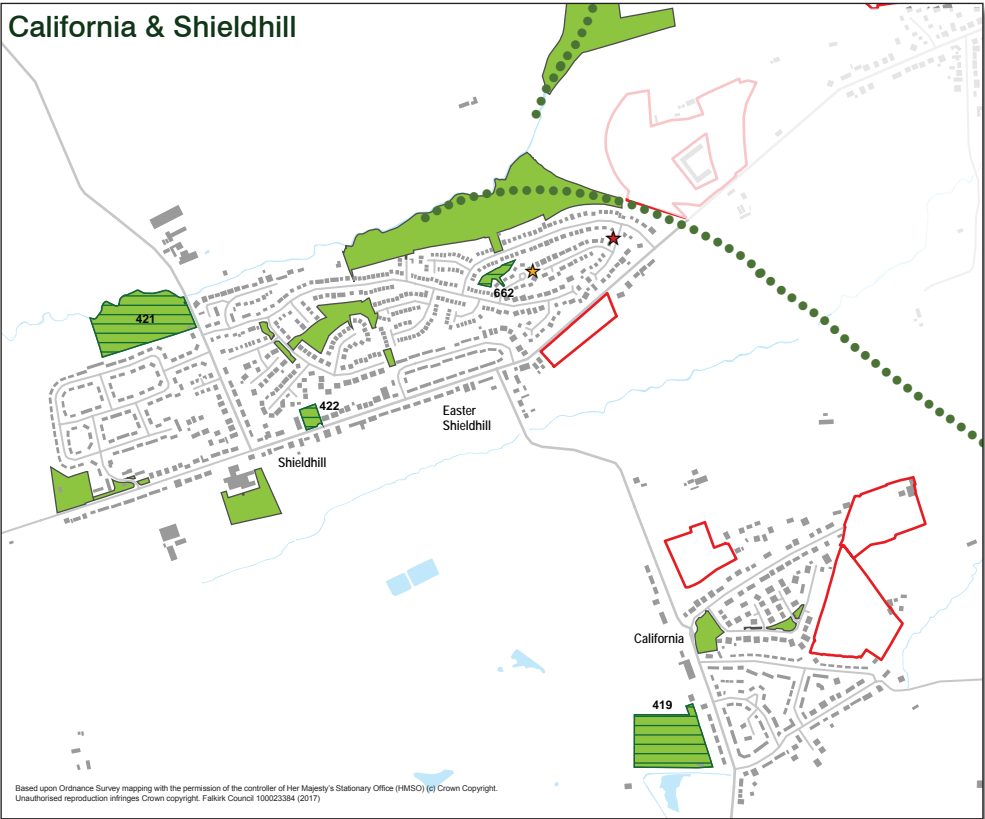 California & Shieldhill
421
662
422
Easter
Shieldhill
Shieldhill
California
419
Based upon Ordnance Survey mapping with the permission of the controller of Her Majesty's Stationary Office (HMSO) (c) Crown Copyright.
Unauthorised reproduction infringes Crown copyright. Falkirk Council 100023384 (2017)